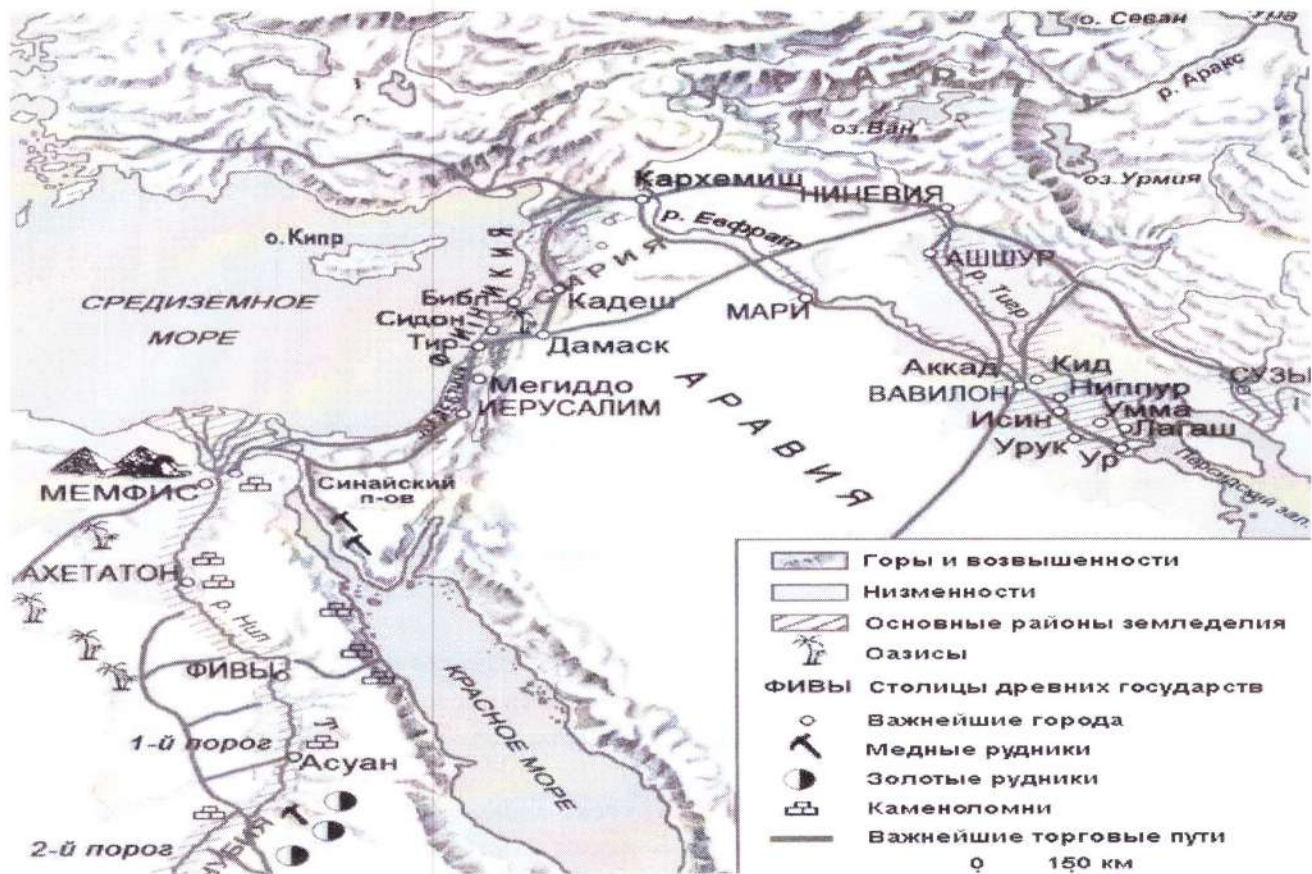 о. Севан
р. Аракс
оз. Ван
оз. Урмия
Кархемиш
НИНЕВИЯ
р. Евфрат
о. Кипр
АШШУР
р. Тигр
ФИНИКИЯ
Библ
Кадеш
МАРИ
СРЕДИЗЕМНОЕ
МОРЕ
Сидон
Тир
Дамаск
Аккад
Кид
ВАВИЛОН
Ниппур
СУЗЫ
Мегиддо
ИЕРУСАЛИМ
АРАВИЯ
Исин
Умма
Лагаш
Урук
Ур
Персидский зал.
МЕМФИС
Синайский
п-ов
АХЕТАТОН
р. Нил
ФИВЫ
КРАСНОЕ МОРЕ
1-й порог
Асуан
2-й порог
Горы и возвышенности
Низменности
Основные районы земледелия
Оазисы
ФИВЫ Столицы древних государств
Важнейшие города
Медные рудники
Золотые рудники
Каменоломни
Важнейшие торговые пути
0 150 км